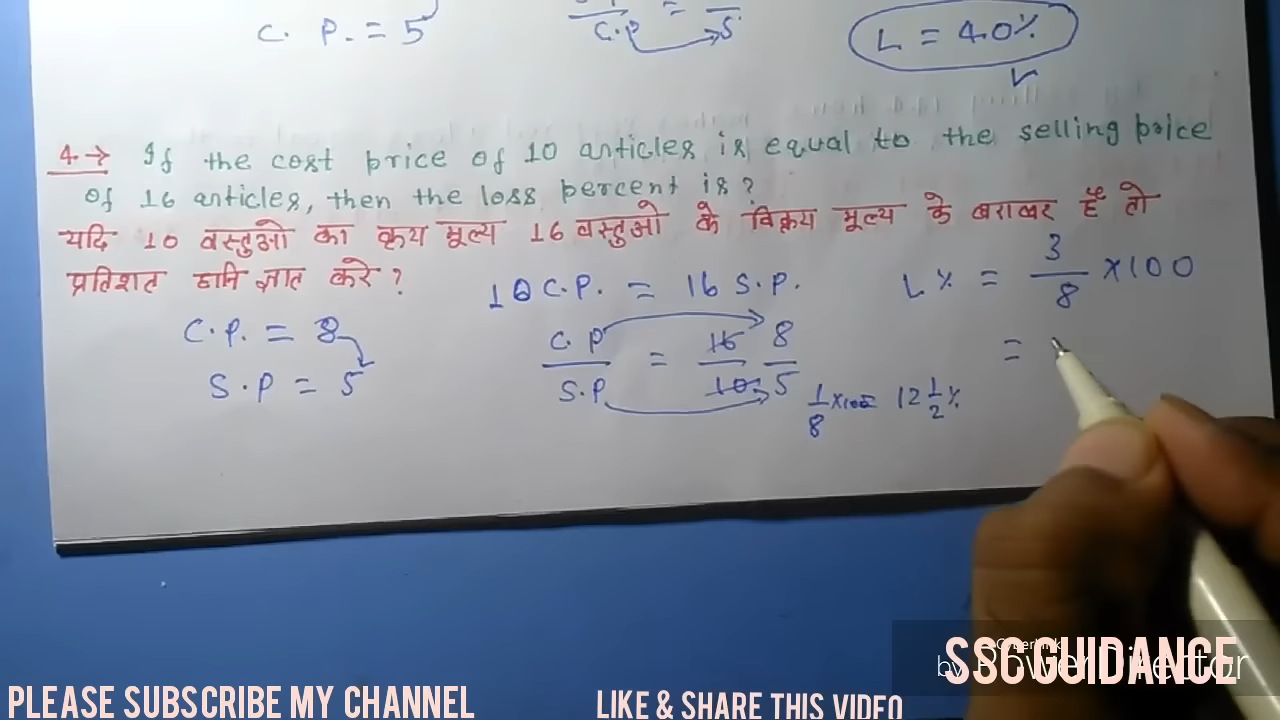 C. P. = 5
C.P = 5
L = 40%
4.→ If the cost price of 10 articles is equal to the selling price
of 16 articles, then the loss percent is?
यदि 10 वस्तुओ का क्रय मूल्य 16 वस्तुओ के विक्रय मूल्य के बराबर हैं तो
प्रतिशत हानि ज्ञात करे ?
10 C.P. = 16 S.P.
L % = 3/8 ×100
C.P. = 8
S.P = 5
C.P/S.P = 16/10 8/5
=
1/8 ×100= 12 1/2 %
SSC GUIDANCE
PLEASE SUBSCRIBE MY CHANNEL
LIKE & SHARE THIS VIDEO